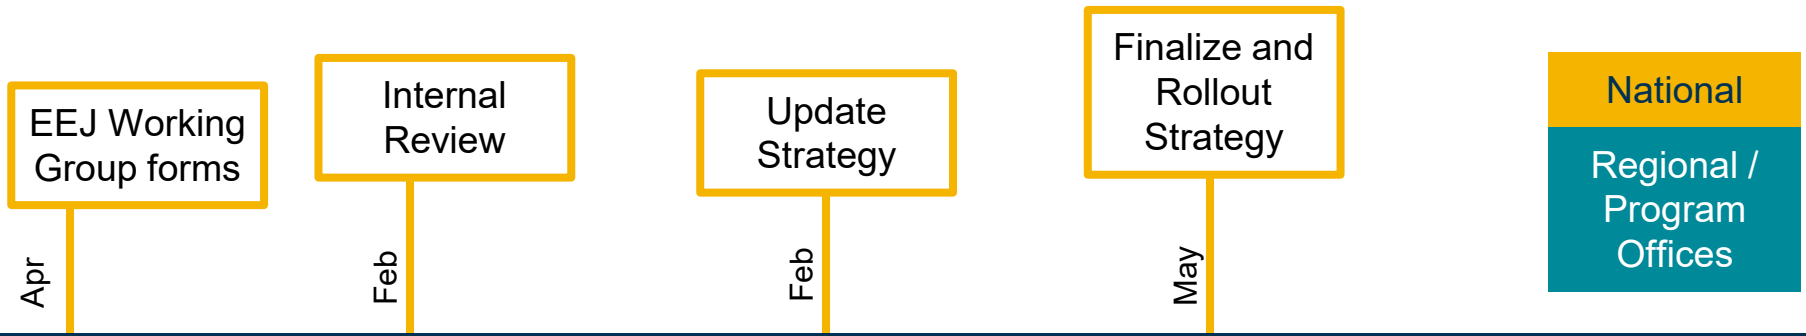 EEJ Working
Group forms
Apr
Internal
Review
Feb
Update
Strategy
Feb
Finalize and
Rollout
Strategy
May
National
Regional /
Program
Offices